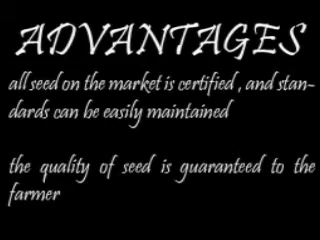 ADVANTAGES
all seed on the market is certified , and stan-
dards can be easily maintained
the quality of seed is guaranteed to the
farmer